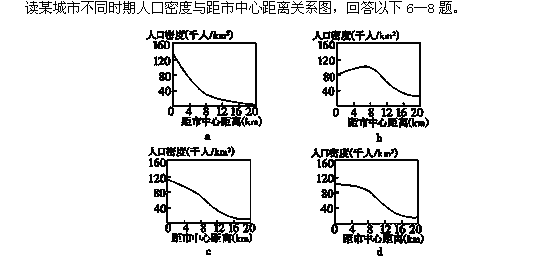 读某城市不同时期人口密度与距市中心距离关系图，回答以下 6—8 题。
人口密度(千人/km²)
160
120
80
40
0 4 8 12 16 20
距市中心距离(km)
a
人口密度(千人/km²)
160
120
80
40
0 4 8 12 16 20
距市中心距离(km)
b
人口密度(千人/km²)
160
120
80
40
0 4 8 12 16 20
距市中心距离(km)
c
人口密度(千人/km²)
160
120
80
40
0 4 8 12 16 20
距市中心距离(km)
d